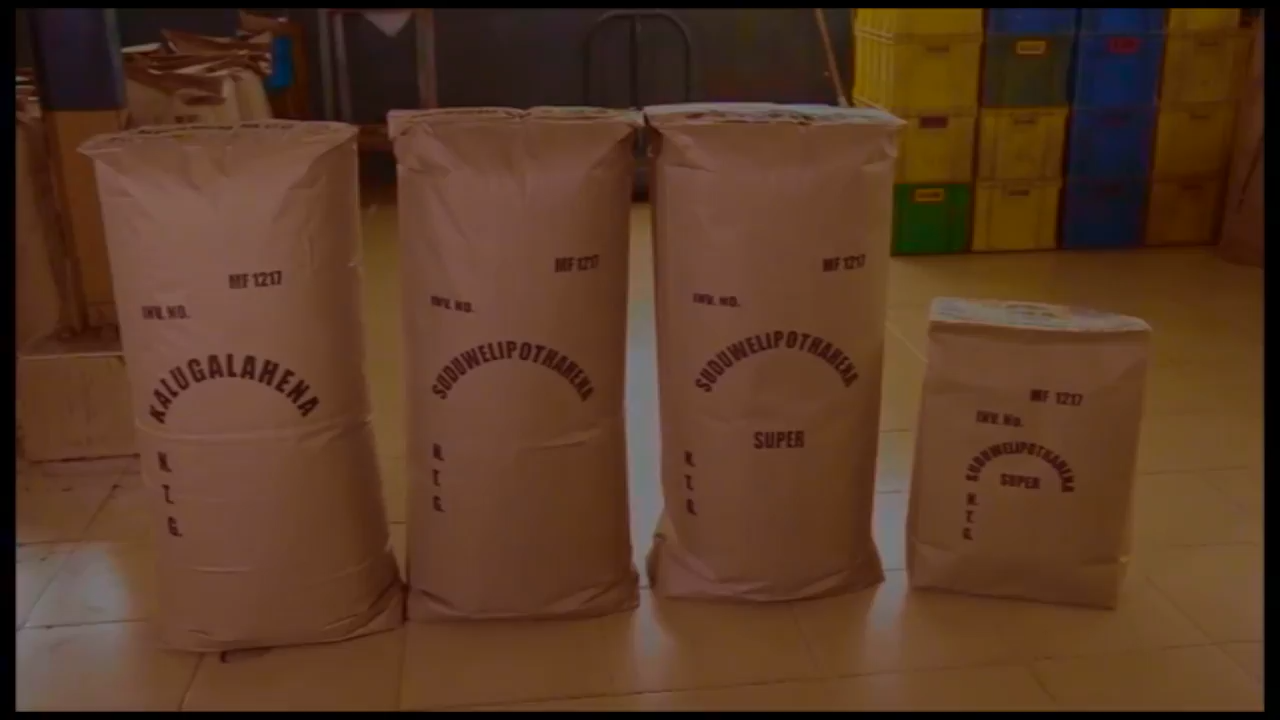 MF 1217
INV. NO.
KALUGALAHENA
N.
T.
G.
MF 1217
INV. NO.
SUDUWELIPOTHAHENA
N.
T.
G.
MF 1217
INV. NO.
SUDUWELIPOTHAHENA
SUPER
N.
T.
G.
MF 1217
INV. No.
SUDUWELIPOTHAHENA
SUPER
N.
T.
G.